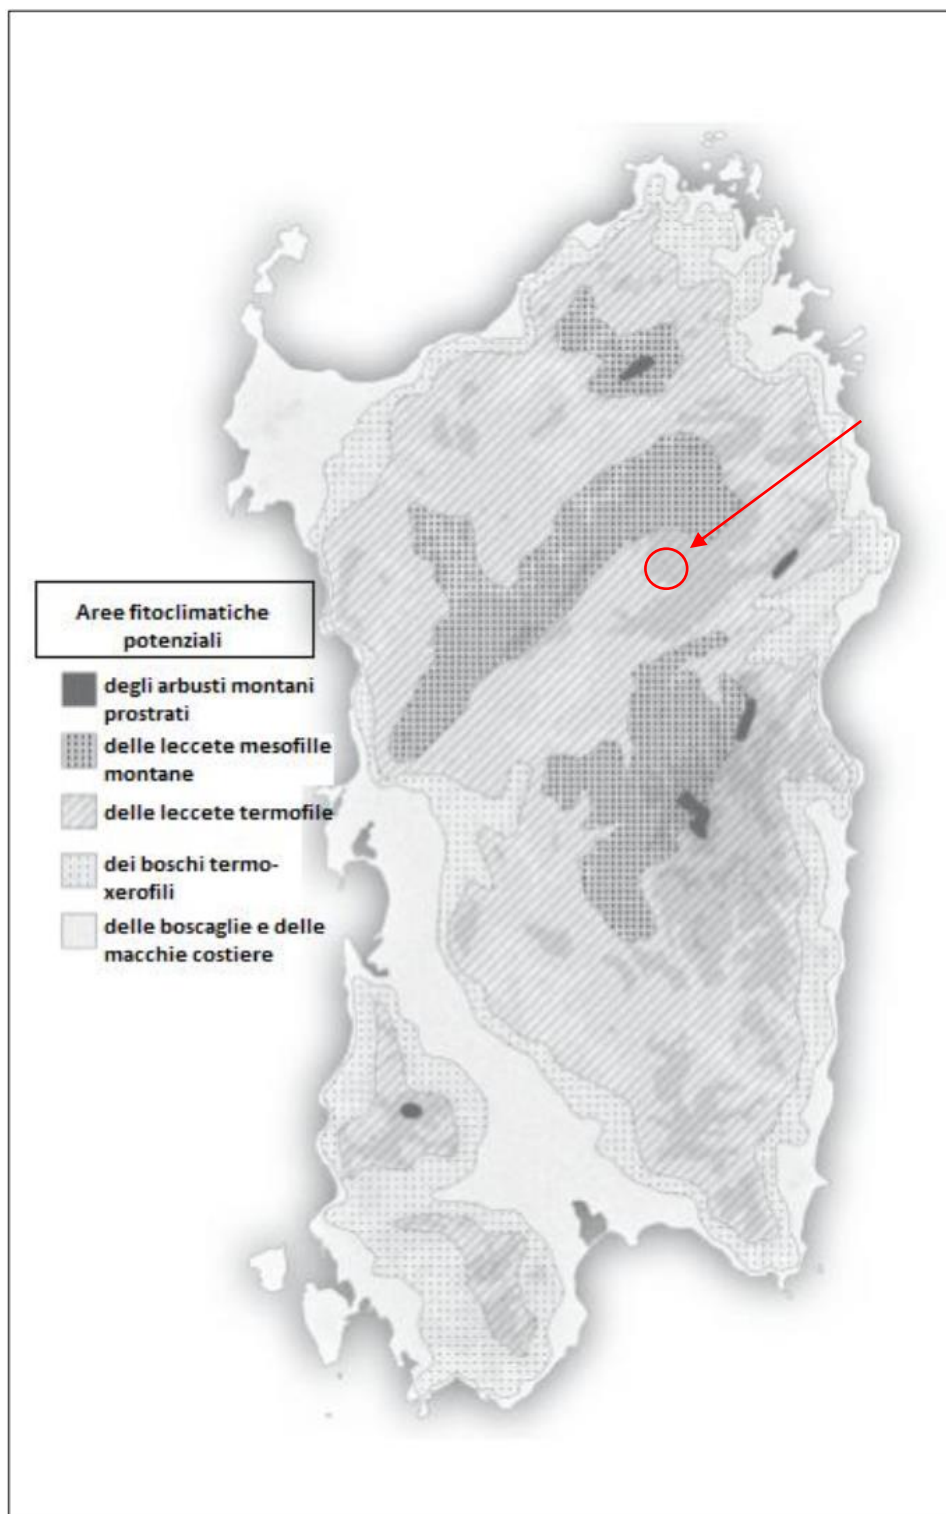 Aree fitoclimatiche
potenziali
degli arbusti montani
prostrati
delle leccete mesofille
montane
delle leccete termofile
dei boschi termo-
xerofili
delle boscaglie e delle
macchie costiere